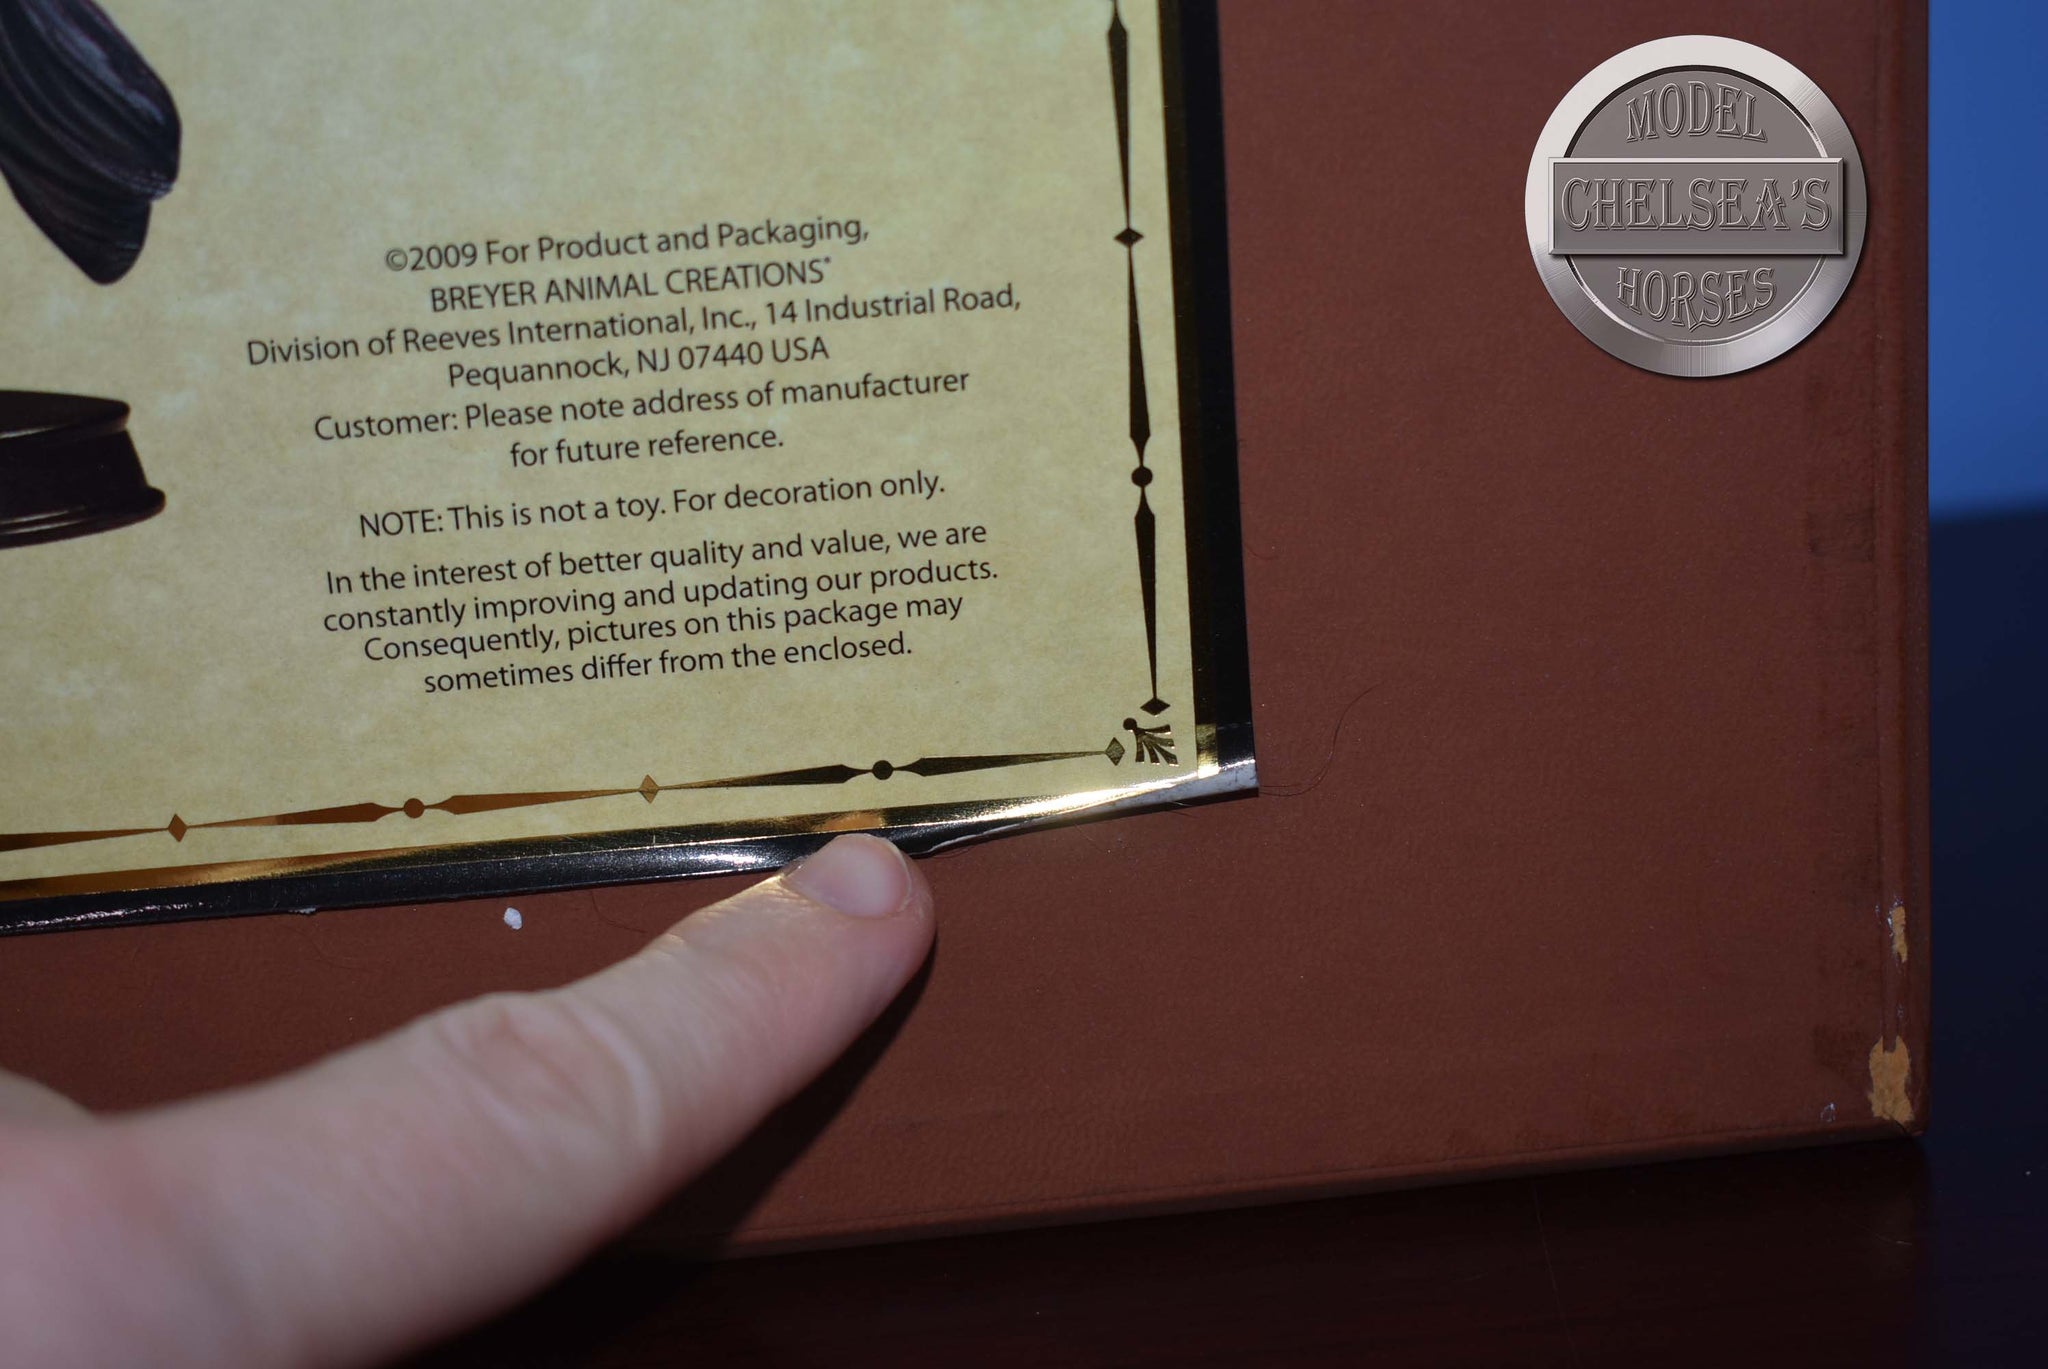 ©2009 For Product and Packaging,
BREYER ANIMAL CREATIONS®
Division of Reeves International, Inc., 14 Industrial Road,
Pequannock, NJ 07440 USA
Customer: Please note address of manufacturer
for future reference.
NOTE: This is not a toy. For decoration only.
In the interest of better quality and value, we are
constantly improving and updating our products.
Consequently, pictures on this package may
sometimes differ from the enclosed.
MODEL
CHELSEA'S
HORSES